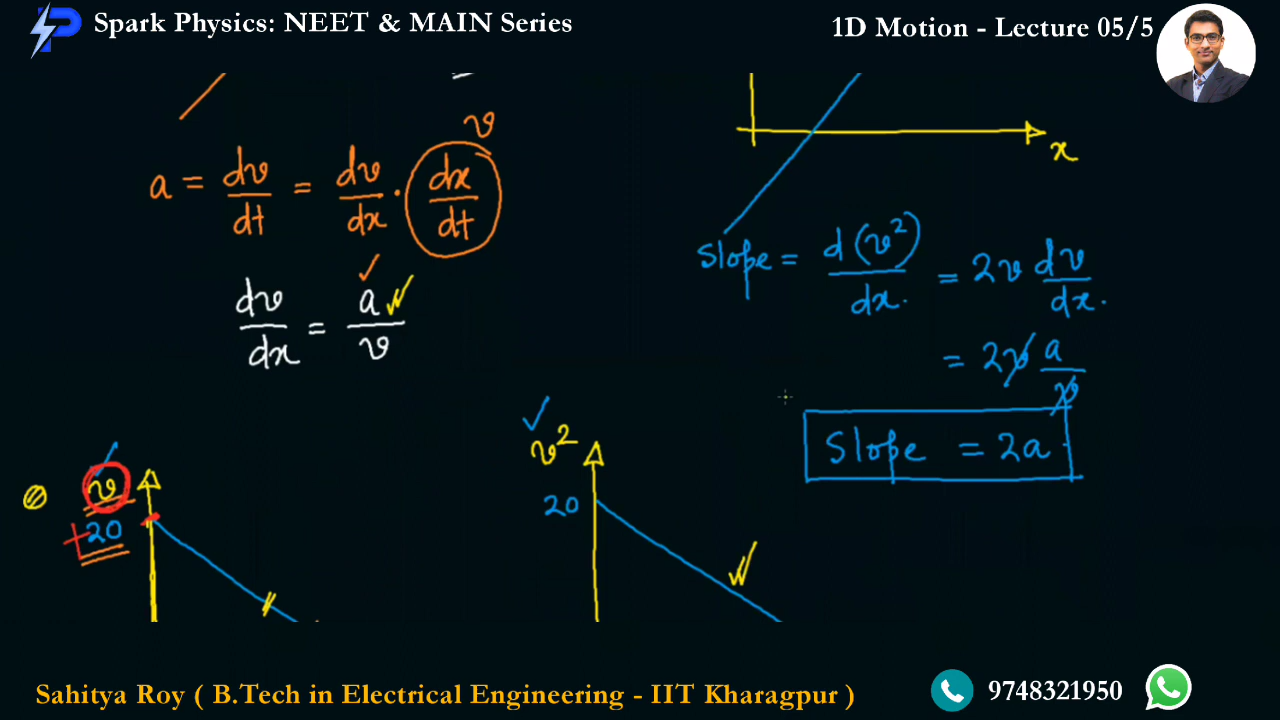 Spark Physics: NEET & MAIN Series
1D Motion - Lecture 05/5
v
a = dv/dt = dv/dx · dx/dt
dv/dx = a/v
x
Slope = d(v²)/dx = 2v dv/dx
= 2v a/v
Slope = 2a
v
+20
v²
20
Sahitya Roy ( B.Tech in Electrical Engineering - IIT Kharagpur )
9748321950